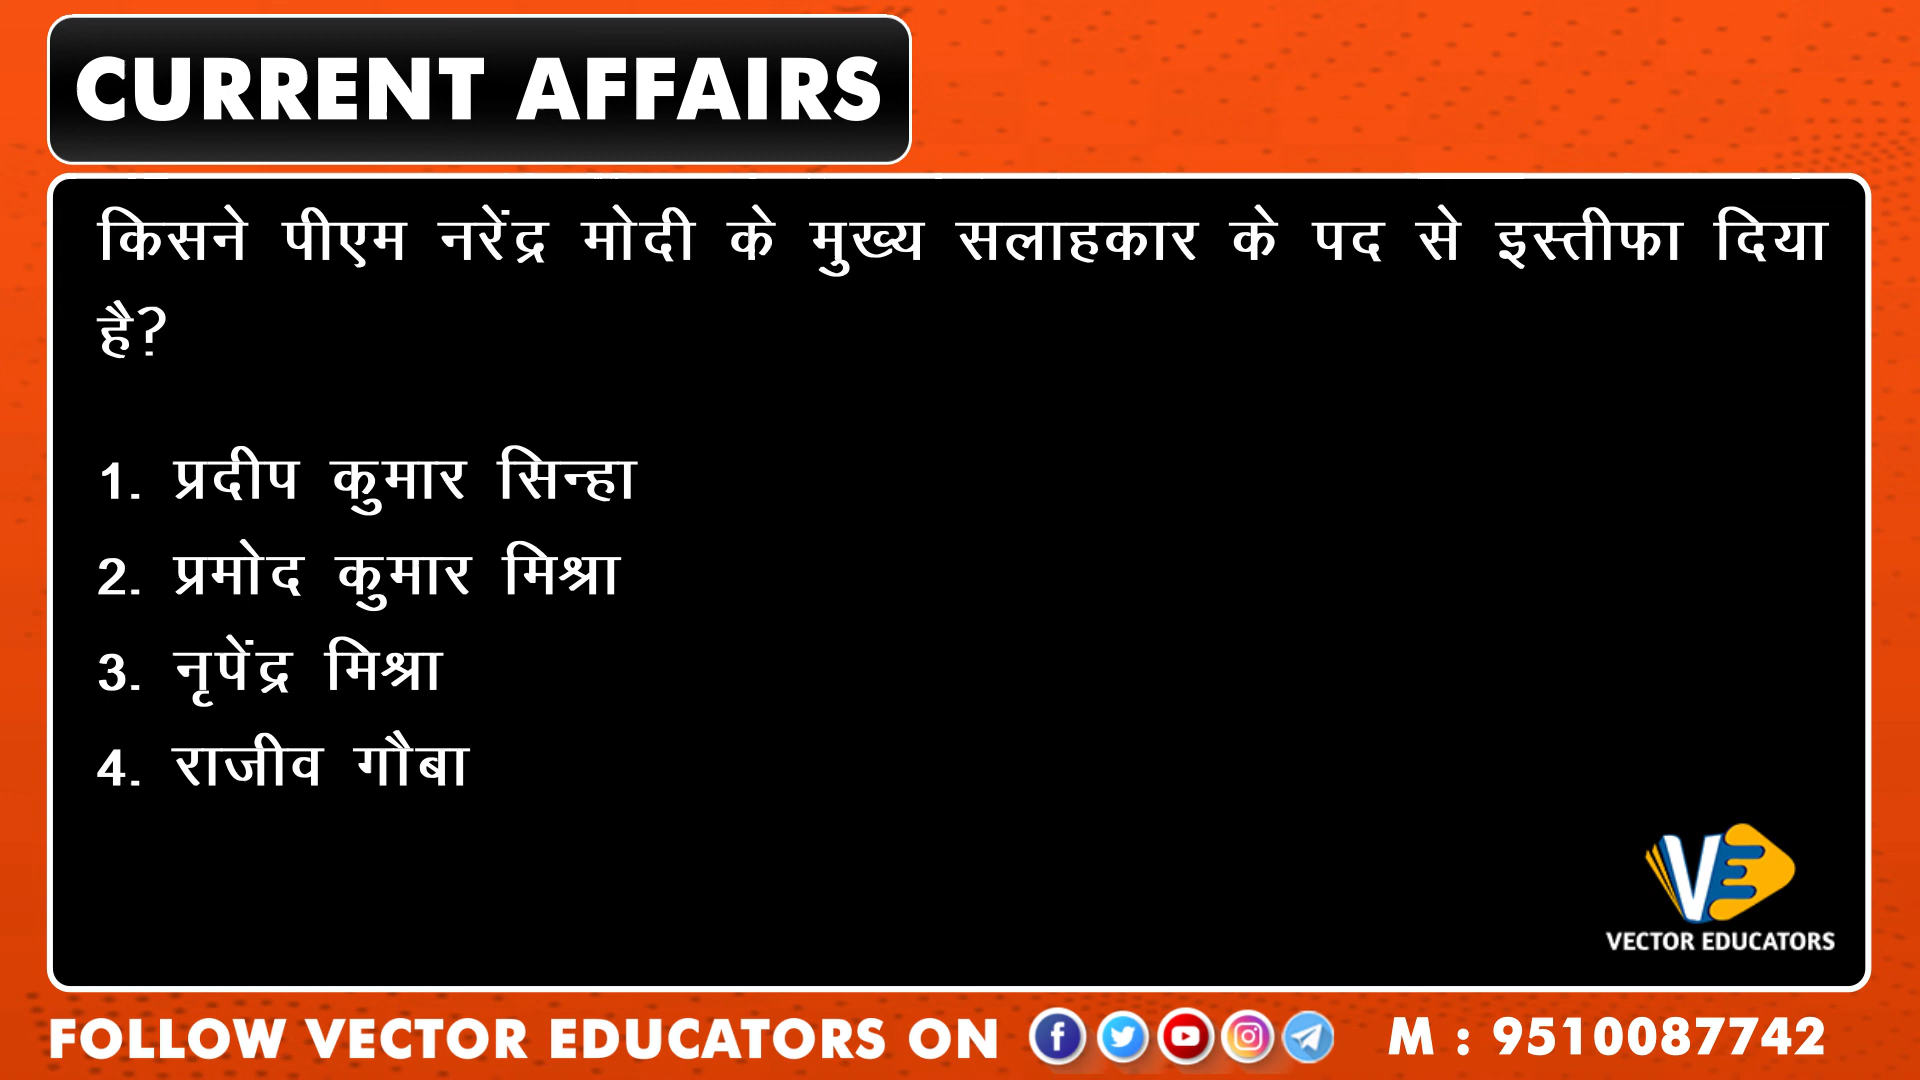 CURRENT AFFAIRS
किसने पीएम नरेंद्र मोदी के मुख्य सलाहकार के पद से इस्तीफा दिया
है?
1. प्रदीप कुमार सिन्हा
2. प्रमोद कुमार मिश्रा
3. नृपेंद्र मिश्रा
4. राजीव गौबा
VE
VECTOR EDUCATORS
FOLLOW VECTOR EDUCATORS ON M : 9510087742